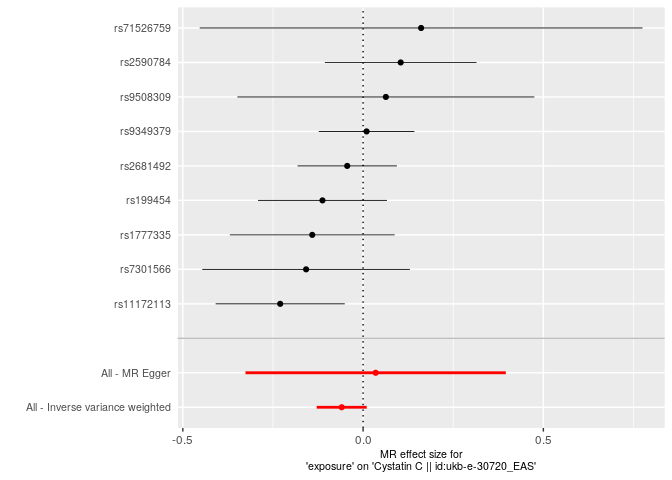 rs71526759
rs2590784
rs9508309
rs9349379
rs2681492
rs199454
rs1777335
rs7301566
rs11172113
All - MR Egger
All - Inverse variance weighted
-0.5 0.0 0.5
MR effect size for
'exposure' on 'Cystatin C || id:ukb-e-30720_EAS'